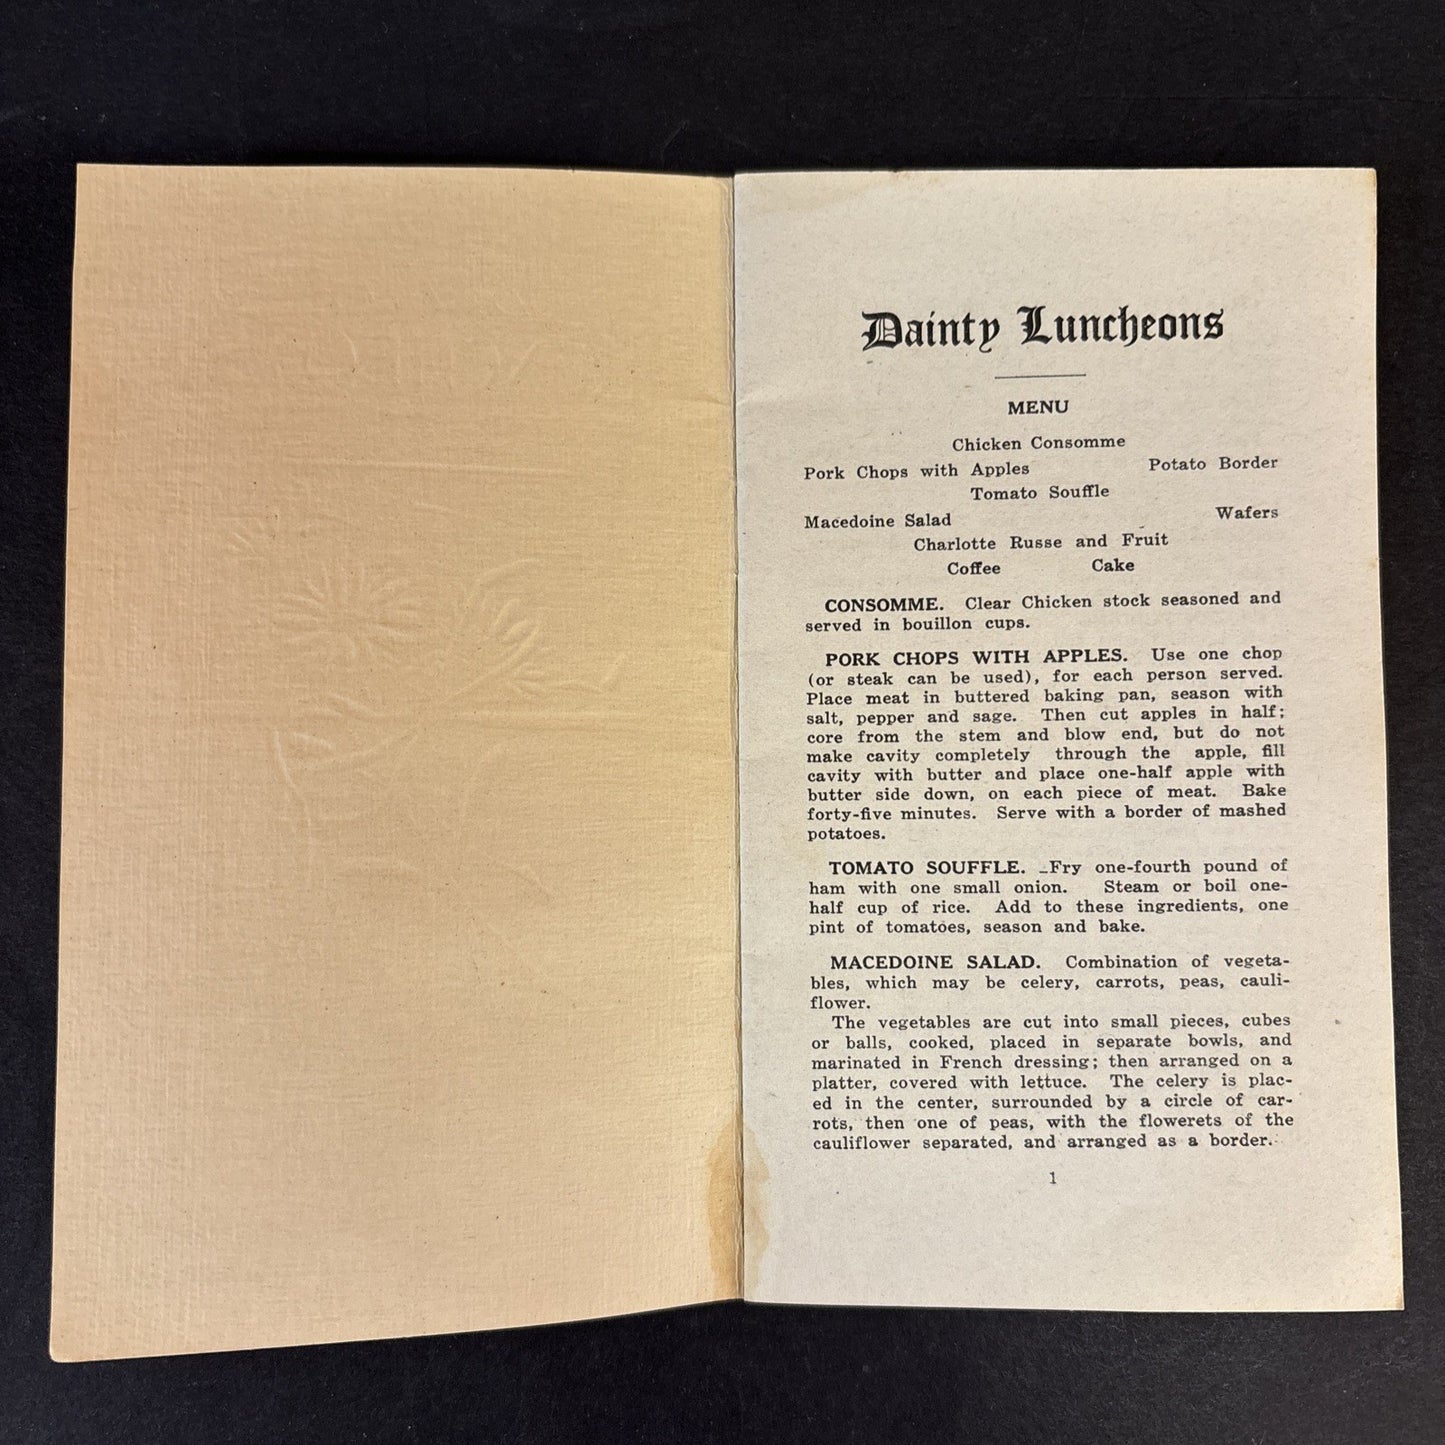 Dainty Luncheons
MENU
Chicken Consomme
Pork Chops with Apples Potato Border
Tomato Souffle
Macedoine Salad Wafers
Charlotte Russe and Fruit
Coffee Cake
CONSOMME. Clear Chicken stock seasoned and
served in bouillon cups.
PORK CHOPS WITH APPLES. Use one chop
(or steak can be used), for each person served.
Place meat in buttered baking pan, season with
salt, pepper and sage. Then cut apples in half;
core from the stem and blow end, but do not
make cavity completely through the apple, fill
cavity with butter and place one-half apple with
butter side down, on each piece of meat. Bake
forty-five minutes. Serve with a border of mashed
potatoes.
TOMATO SOUFFLE. Fry one-fourth pound of
ham with one small onion. Steam or boil one-
half cup of rice. Add to these ingredients, one
pint of tomatoes, season and bake.
MACEDOINE SALAD. Combination of vegeta-
bles, which may be celery, carrots, peas, cauli-
flower.
The vegetables are cut into small pieces, cubes
or balls, cooked, placed in separate bowls, and
marinated in French dressing; then arranged on a
platter, covered with lettuce. The celery is plac-
ed in the center, surrounded by a circle of car-
rots, then one of peas, with the flowerets of the
cauliflower separated, and arranged as a border.
1